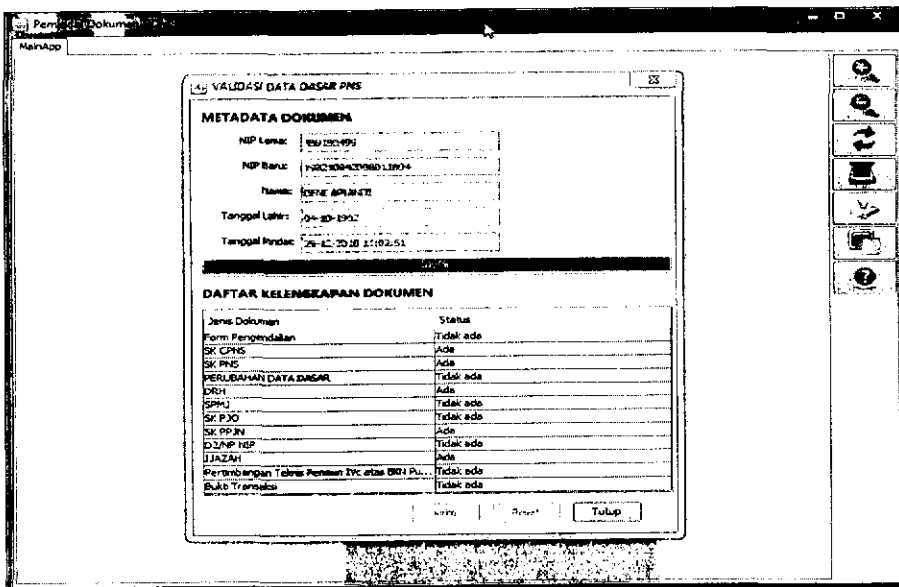 MainApp
VALIDASI DATA DASAR PNS
METADATA DOKUMEN
NIP Lama:
NIP Baru:
Nama:
Tanggal Lahir:
Tanggal Pindai:
DAFTAR KELENGKAPAN DOKUMEN
Jenis Dokumen Status
Form Pengendalian Tidak ada
SK CPNS Ada
SK PNS Ada
PERUBAHAN DATA DASAR Tidak ada
DRH Ada
SPMJ Tidak ada
SK PJO Tidak ada
SK PPJN Ada
D2/NP NIP Tidak ada
IJAZAH Ada
Pertimbangan Teknis Pensiun IVc atas BKN Pu... Tidak ada
Bukti Transaksi Tidak ada
Tutup